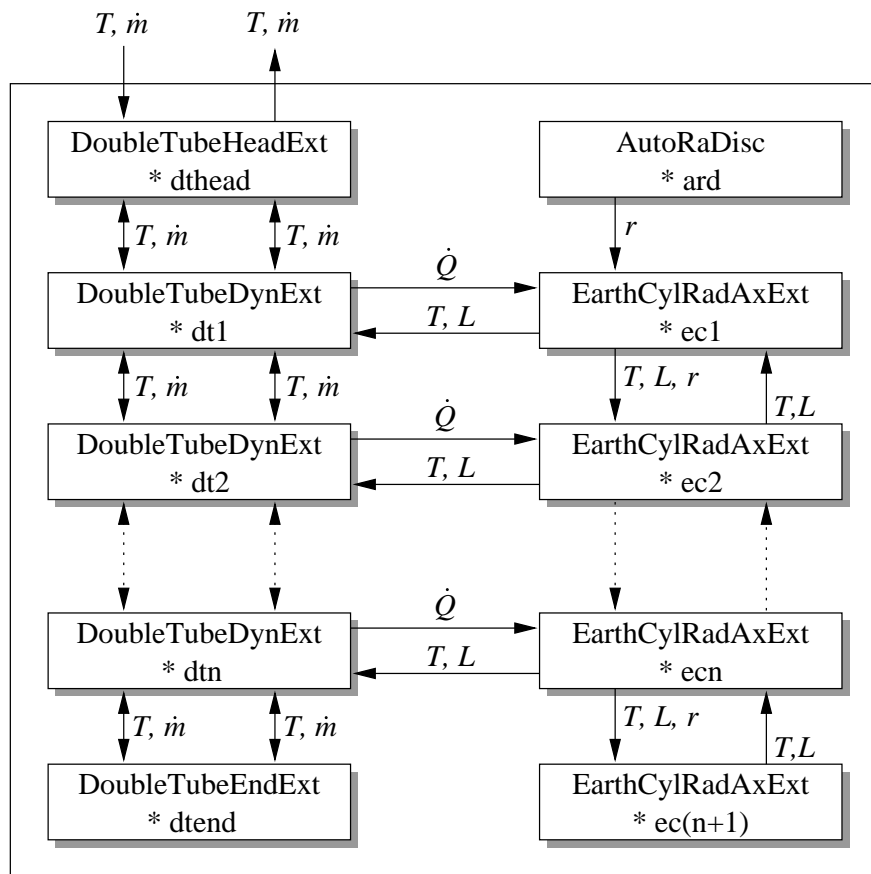 T, ṁ T, ṁ
DoubleTubeHeadExt
* dthead
AutoRaDisc
* ard
T, ṁ T, ṁ r
DoubleTubeDynExt
* dt1
Q̇
T, L
EarthCylRadAxExt
* ec1
T, ṁ T, ṁ T, L, r T,L
DoubleTubeDynExt
* dt2
Q̇
T, L
EarthCylRadAxExt
* ec2
DoubleTubeDynExt
* dtn
Q̇
T, L
EarthCylRadAxExt
* ecn
T, ṁ T, ṁ T, L, r T,L
DoubleTubeEndExt
* dtend
EarthCylRadAxExt
* ec(n+1)